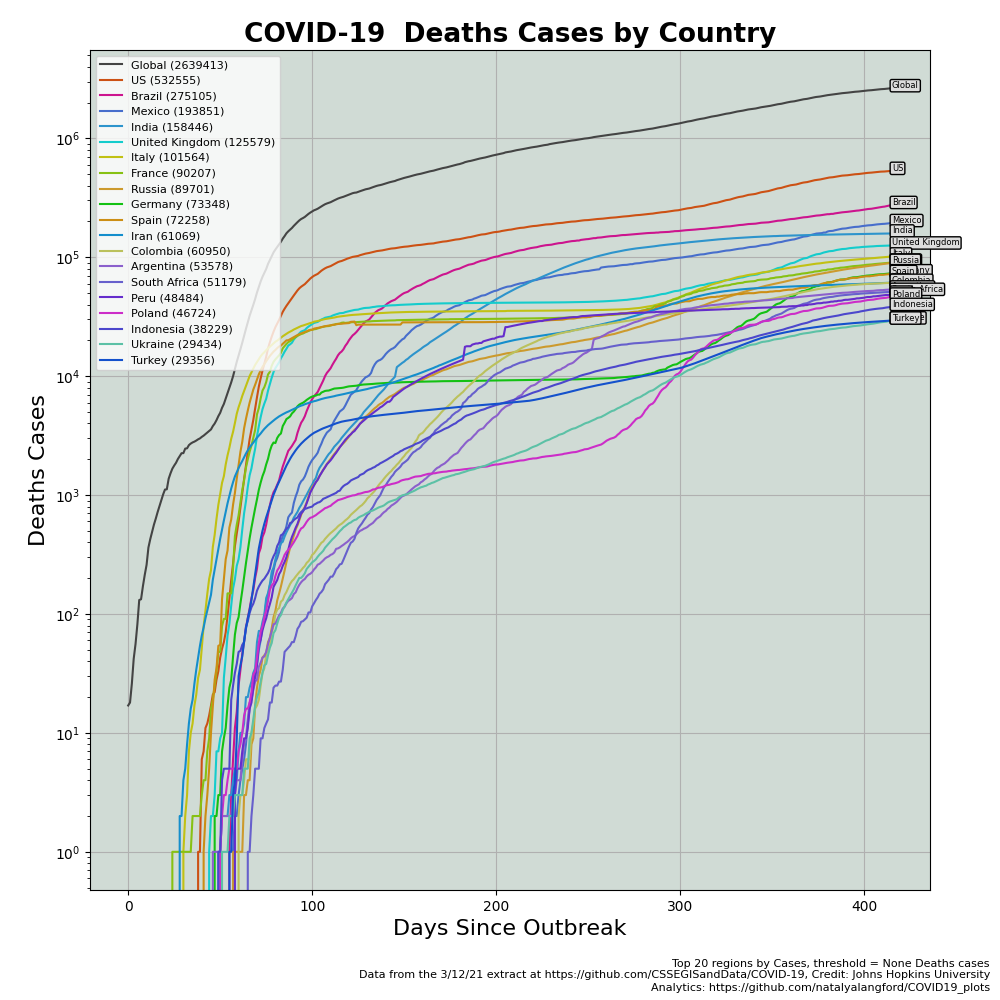 COVID-19 Deaths Cases by Country
Global (2639413)
US (532555)
Brazil (275105)
Mexico (193851)
India (158446)
United Kingdom (125579)
Italy (101564)
France (90207)
Russia (89701)
Germany (73348)
Spain (72258)
Iran (61069)
Colombia (60950)
Argentina (53578)
South Africa (51179)
Peru (48484)
Poland (46724)
Indonesia (38229)
Ukraine (29434)
Turkey (29356)
Global
US
Brazil
Mexico
India
United Kingdom
Russia
Spain
Africa
Poland
Indonesia
Turkey
10^6
10^5
10^4
10^3
10^2
10^1
10^0
Deaths Cases
0 100 200 300 400
Days Since Outbreak
Top 20 regions by Cases, threshold = None Deaths cases
Data from the 3/12/21 extract at https://github.com/CSSEGISandData/COVID-19, Credit: Johns Hopkins University
Analytics: https://github.com/natalyalangford/COVID19_plots